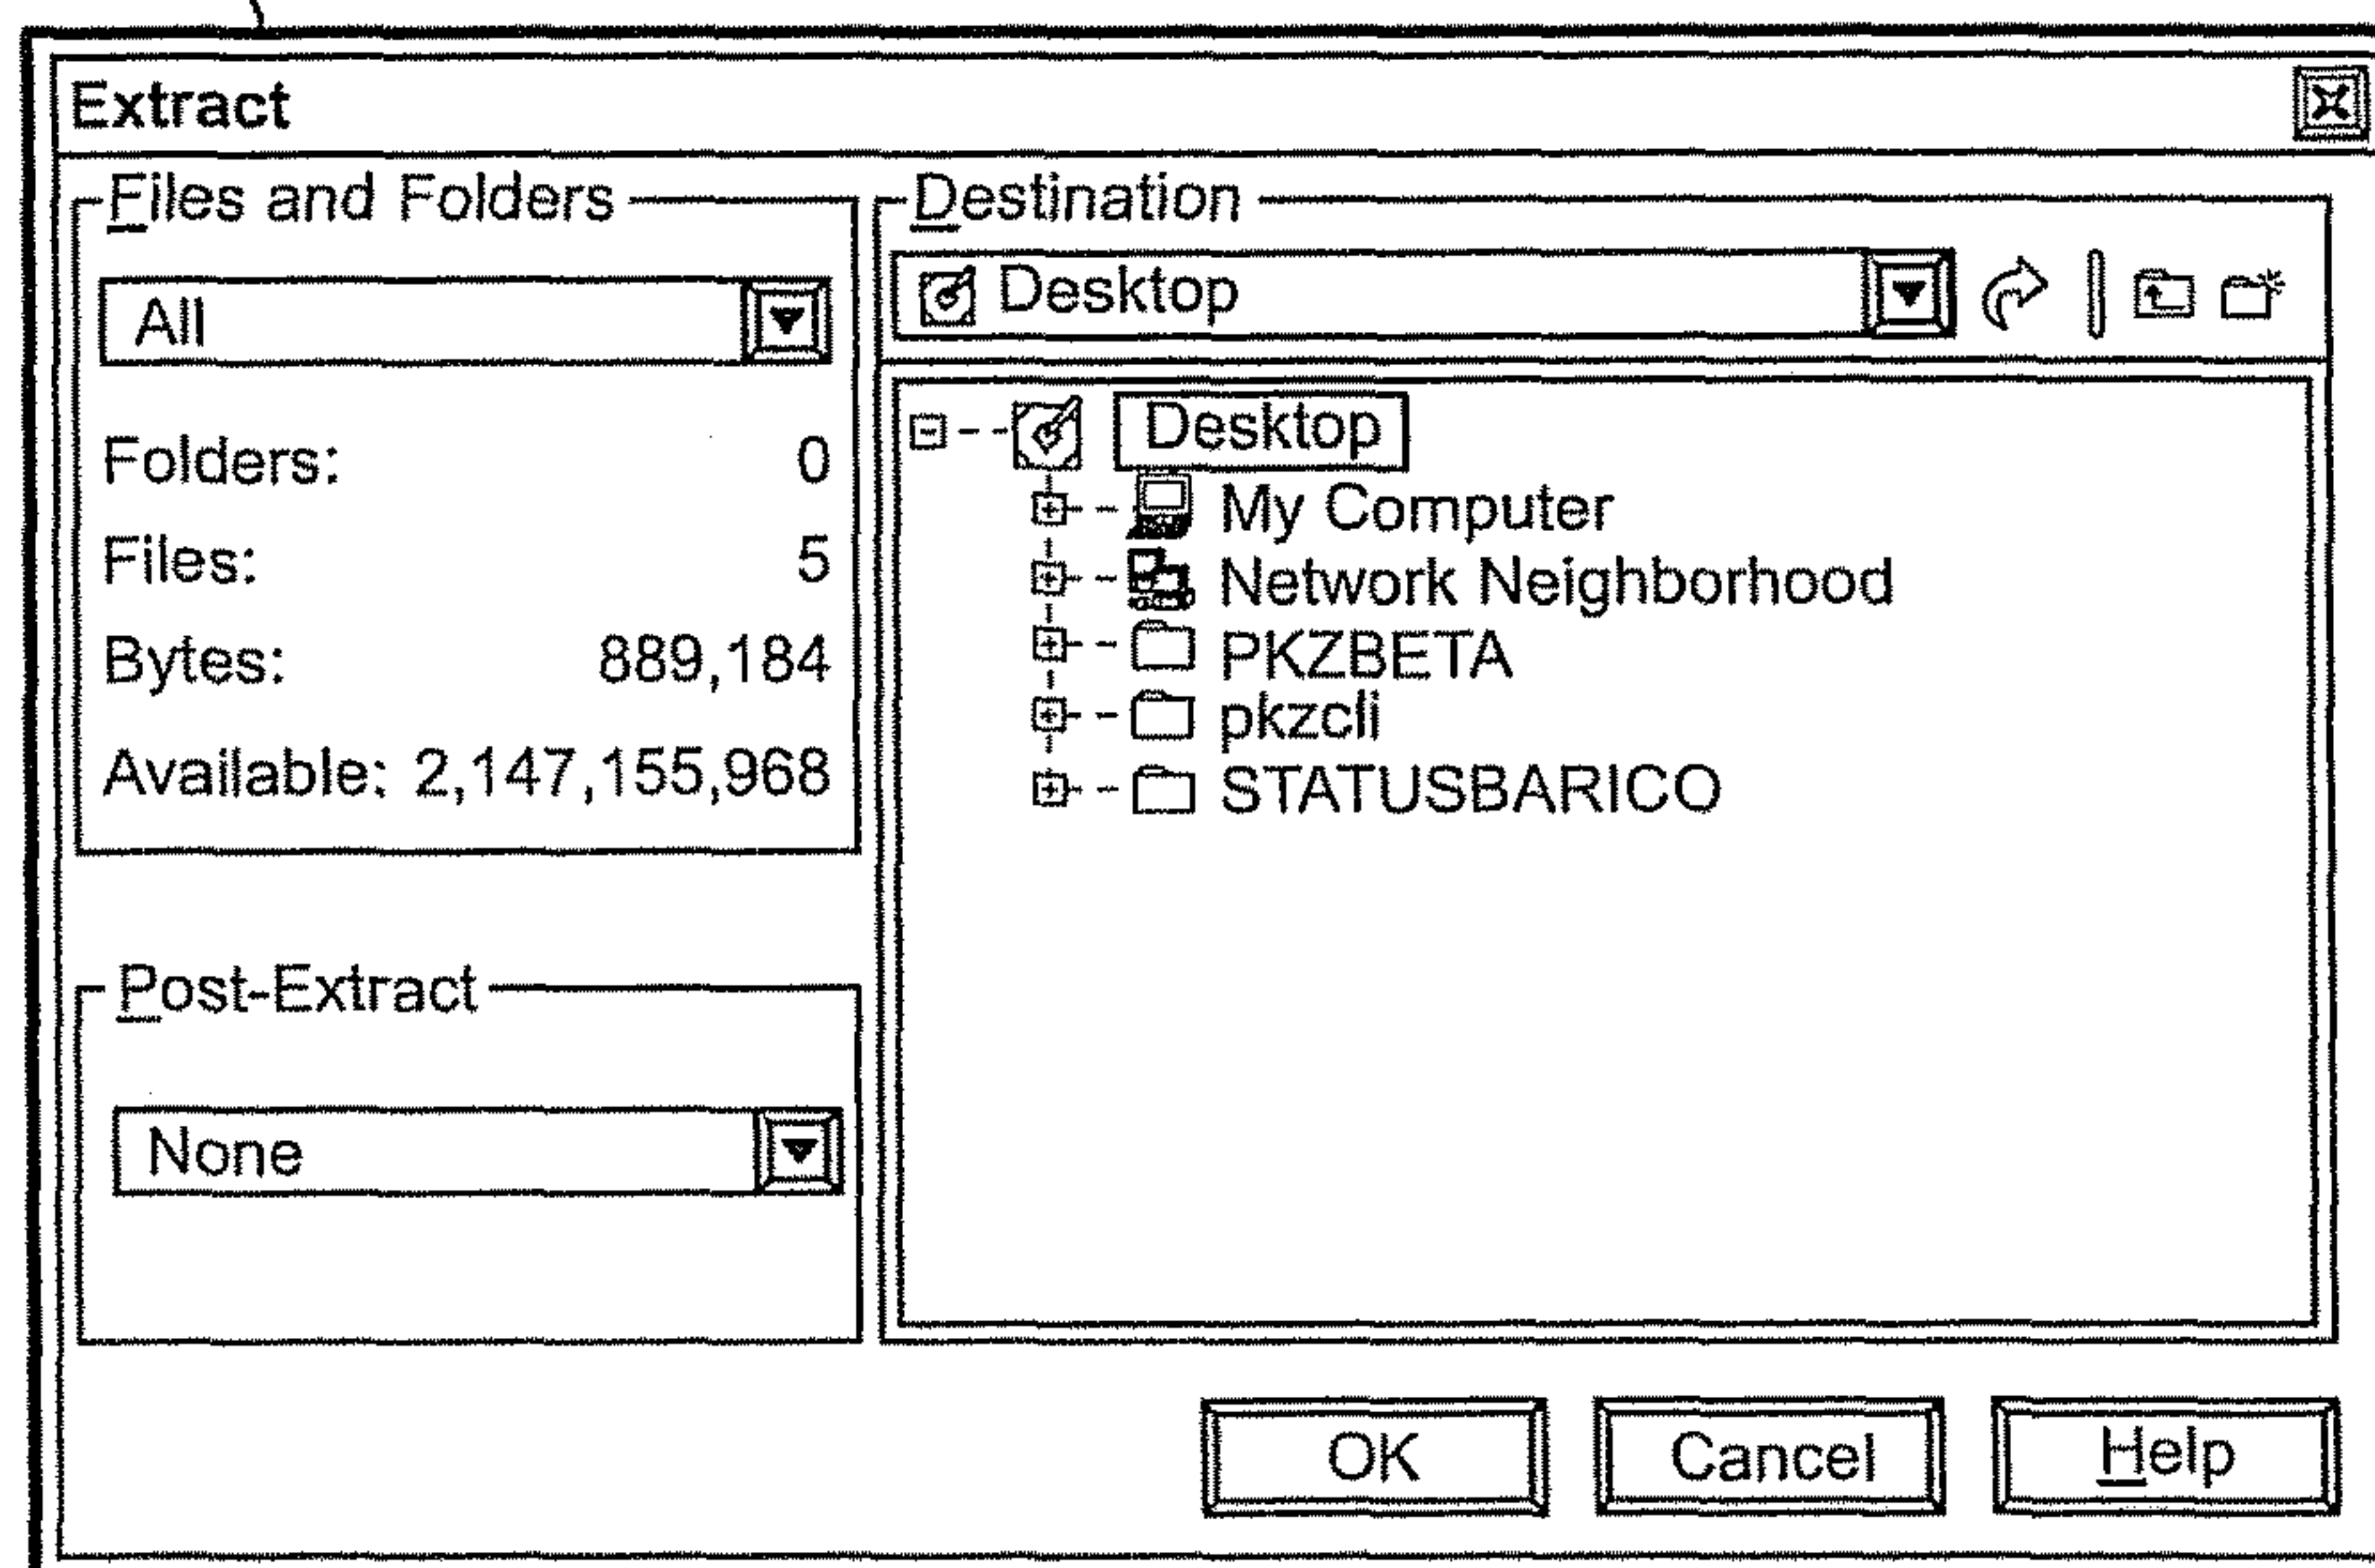 Extract
Files and Folders
All
Folders: 0
Files: 5
Bytes: 889,184
Available: 2,147,155,968
Post-Extract
None
Destination
Desktop
Desktop
My Computer
Network Neighborhood
PKZBETA
pkzcli
STATUSBARICO
OK Cancel Help